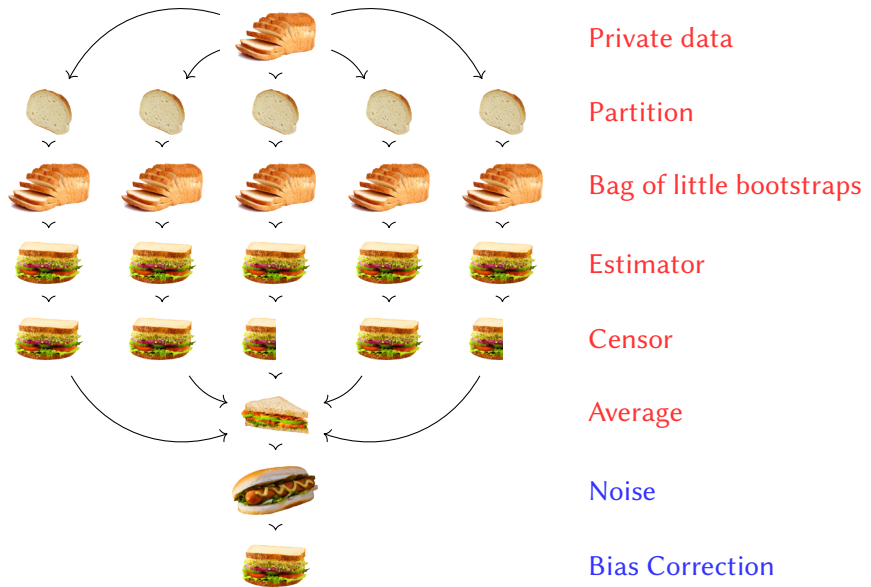 Private data
Partition
Bag of little bootstraps
Estimator
Censor
Average
Noise
Bias Correction